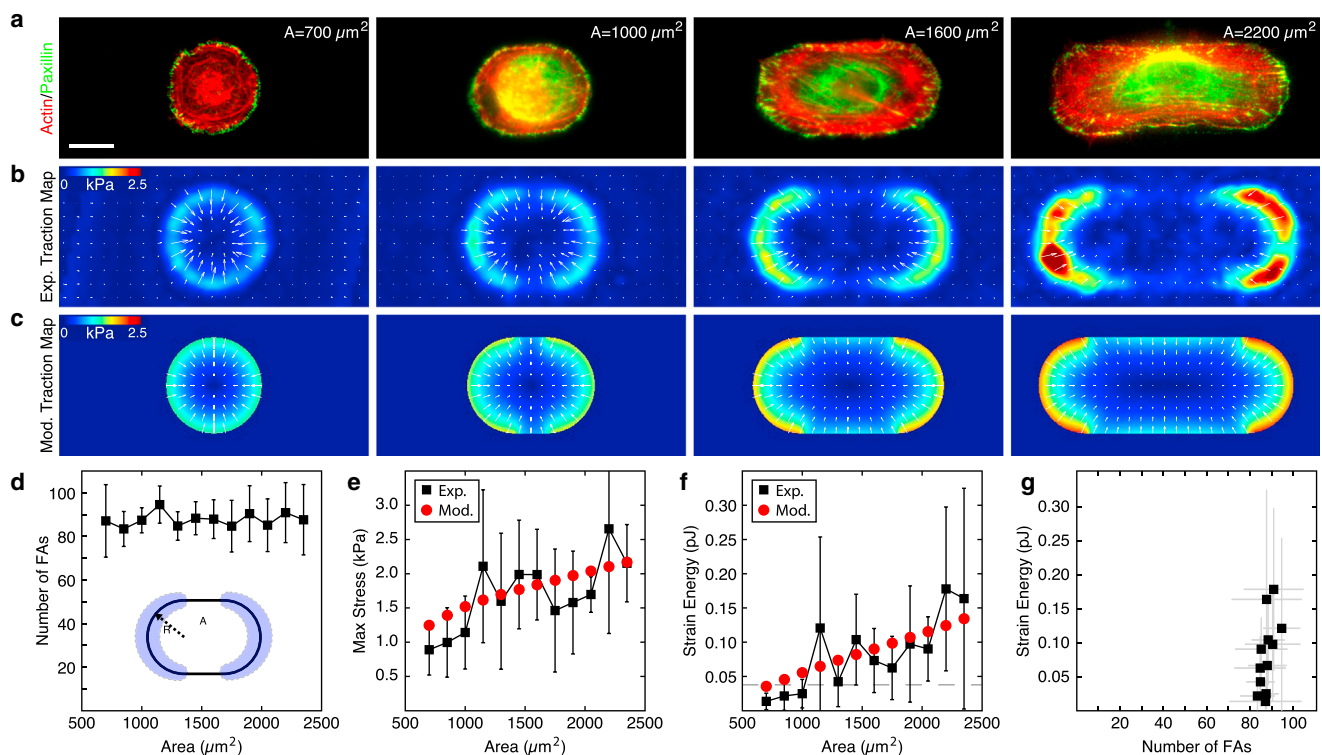 a
Actin/Paxillin
A=700 µm²
A=1000 µm²
A=1600 µm²
A=2200 µm²
b
Exp. Traction Map
0 kPa 2.5
c
Mod. Traction Map
0 kPa 2.5
d
Number of FAs
100
80
60
50
40
20
A
R
500 1000 1500 2000 2500
Area (µm²)
e
Exp.
Mod.
Max Stress (kPa)
3.0
2.5
2.0
1.5
1.0
0.5
500 1000 1500 2000 2500
Area (µm²)
f
Exp.
Mod.
Strain Energy (pJ)
0.30
0.25
0.20
0.15
0.10
0.05
500 1000 1500 2000 2500
Area (µm²)
g
Strain Energy (pJ)
0.30
0.25
0.20
0.15
0.10
0.05
20 40 60 80 100
Number of FAs